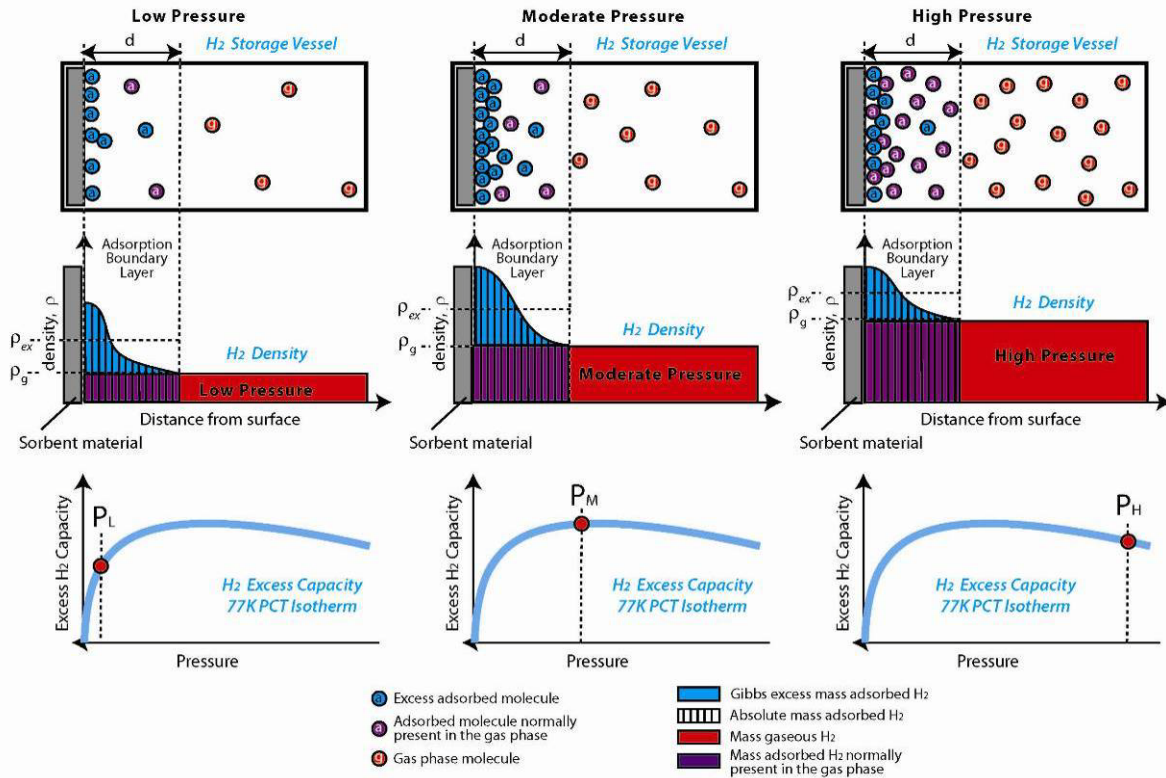 Low Pressure
d
H2 Storage Vessel
a a a a a a a a a a a a g g g g
Adsorption
Boundary
Layer
density, ρ
ρex
ρg
H2 Density
Low Pressure
Distance from surface
Sorbent material
Excess H2 Capacity
PL
H2 Excess Capacity
77K PCT Isotherm
Pressure
Moderate Pressure
d
H2 Storage Vessel
Adsorption
Boundary
Layer
density, ρ
ρex
ρg
H2 Density
Moderate Pressure
Distance from surface
Sorbent material
Excess H2 Capacity
PM
H2 Excess Capacity
77K PCT Isotherm
Pressure
High Pressure
d
H2 Storage Vessel
Adsorption
Boundary
Layer
density, ρ
ρex
ρg
H2 Density
High Pressure
Distance from surface
Sorbent material
Excess H2 Capacity
PH
H2 Excess Capacity
77K PCT Isotherm
Pressure
a Excess adsorbed molecule
a Adsorbed molecule normally
present in the gas phase
g Gas phase molecule
Gibbs excess mass adsorbed H2
Absolute mass adsorbed H2
Mass gaseous H2
Mass adsorbed H2 normally
present in the gas phase